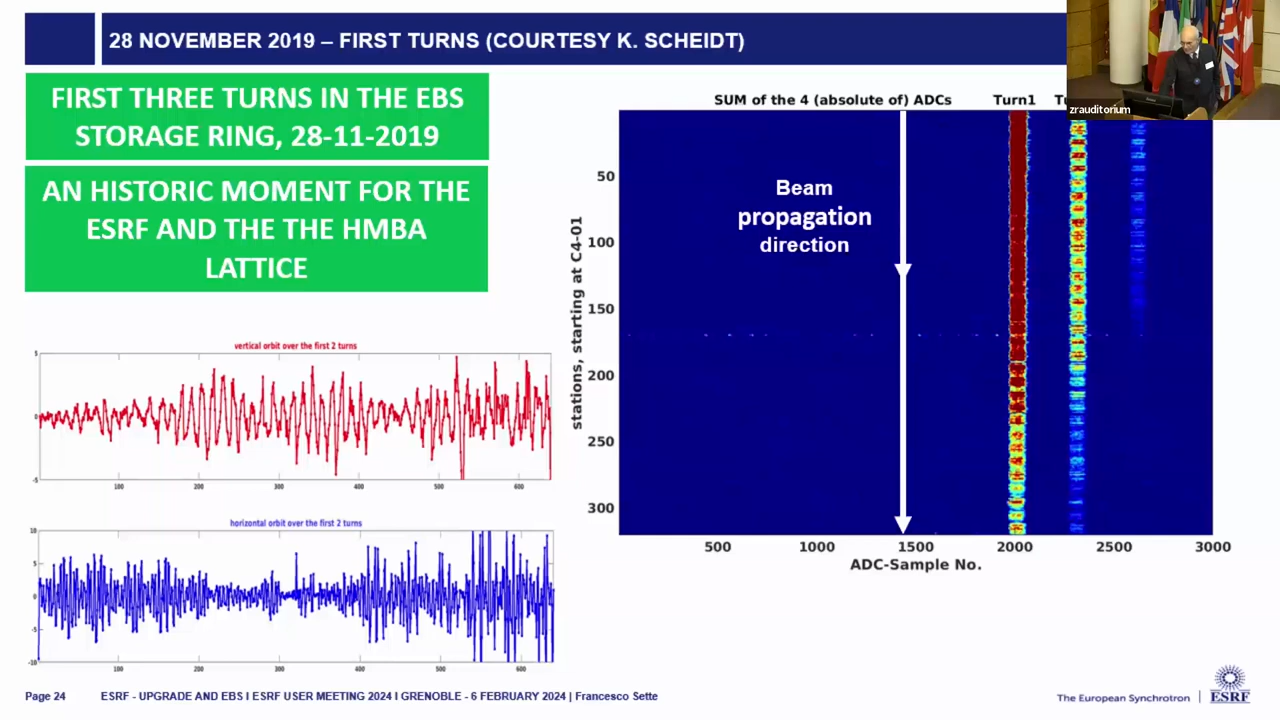 28 NOVEMBER 2019 – FIRST TURNS (COURTESY K. SCHEIDT)
FIRST THREE TURNS IN THE EBS
STORAGE RING, 28-11-2019
AN HISTORIC MOMENT FOR THE
ESRF AND THE THE HMBA
LATTICE
vertical orbit over the first 2 turns
5
0
-5
100
200
300
400
500
600
horizontal orbit over the first 2 turns
10
5
0
-5
-10
100
200
300
400
500
600
SUM of the 4 (absolute of) ADCs
Turn1
zrauditorium
Beam
propagation
direction
stations, starting at C4-01
50
100
150
200
250
300
500
1000
1500
2000
2500
3000
ADC-Sample No.
Page 24
ESRF - UPGRADE AND EBS I ESRF USER MEETING 2024 I GRENOBLE - 6 FEBRUARY 2024 | Francesco Sette
The European Synchrotron
ESRF